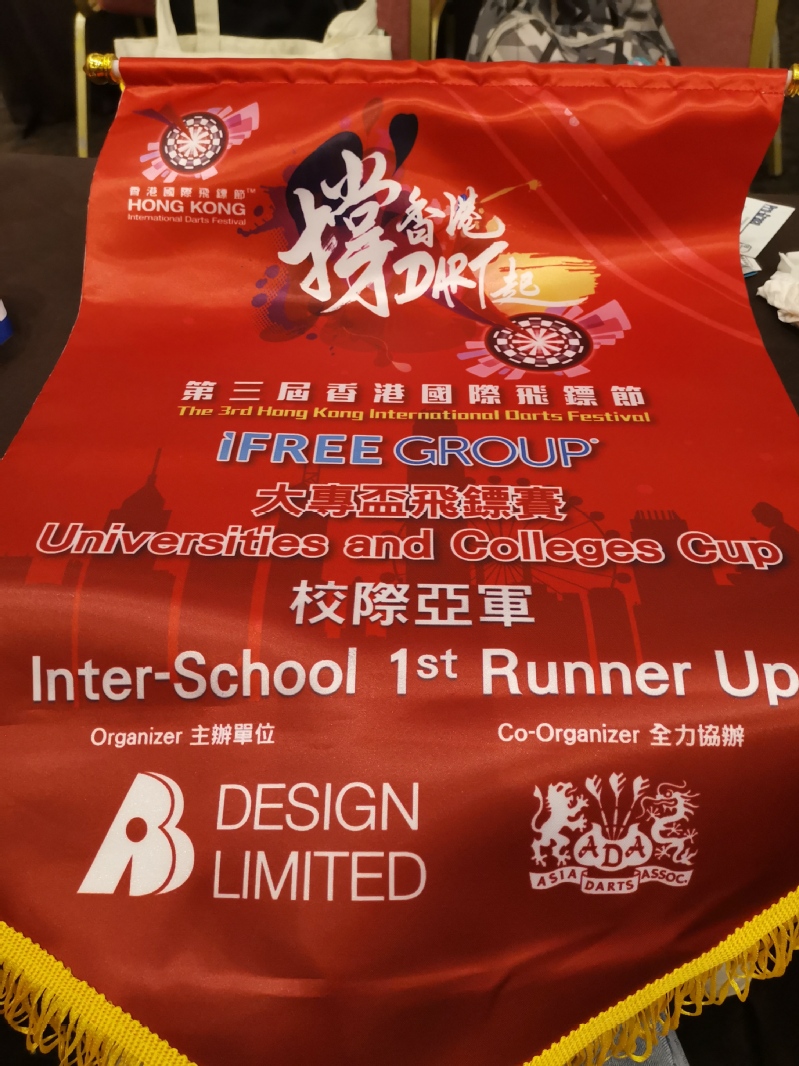 香港國際飛鏢節™
HONG KONG
International Darts Festival
撐香港
DART起
第三屆香港國際飛鏢節
The 3rd Hong Kong International Darts Festival
iFREE GROUP®
大專盃飛鏢賽
Universities and Colleges Cup
校際亞軍
Inter-School 1st Runner Up
Organizer 主辦單位
Co-Organizer 全力協辦
DESIGN
LIMITED
ADA
ASIA DARTS ASSOC.